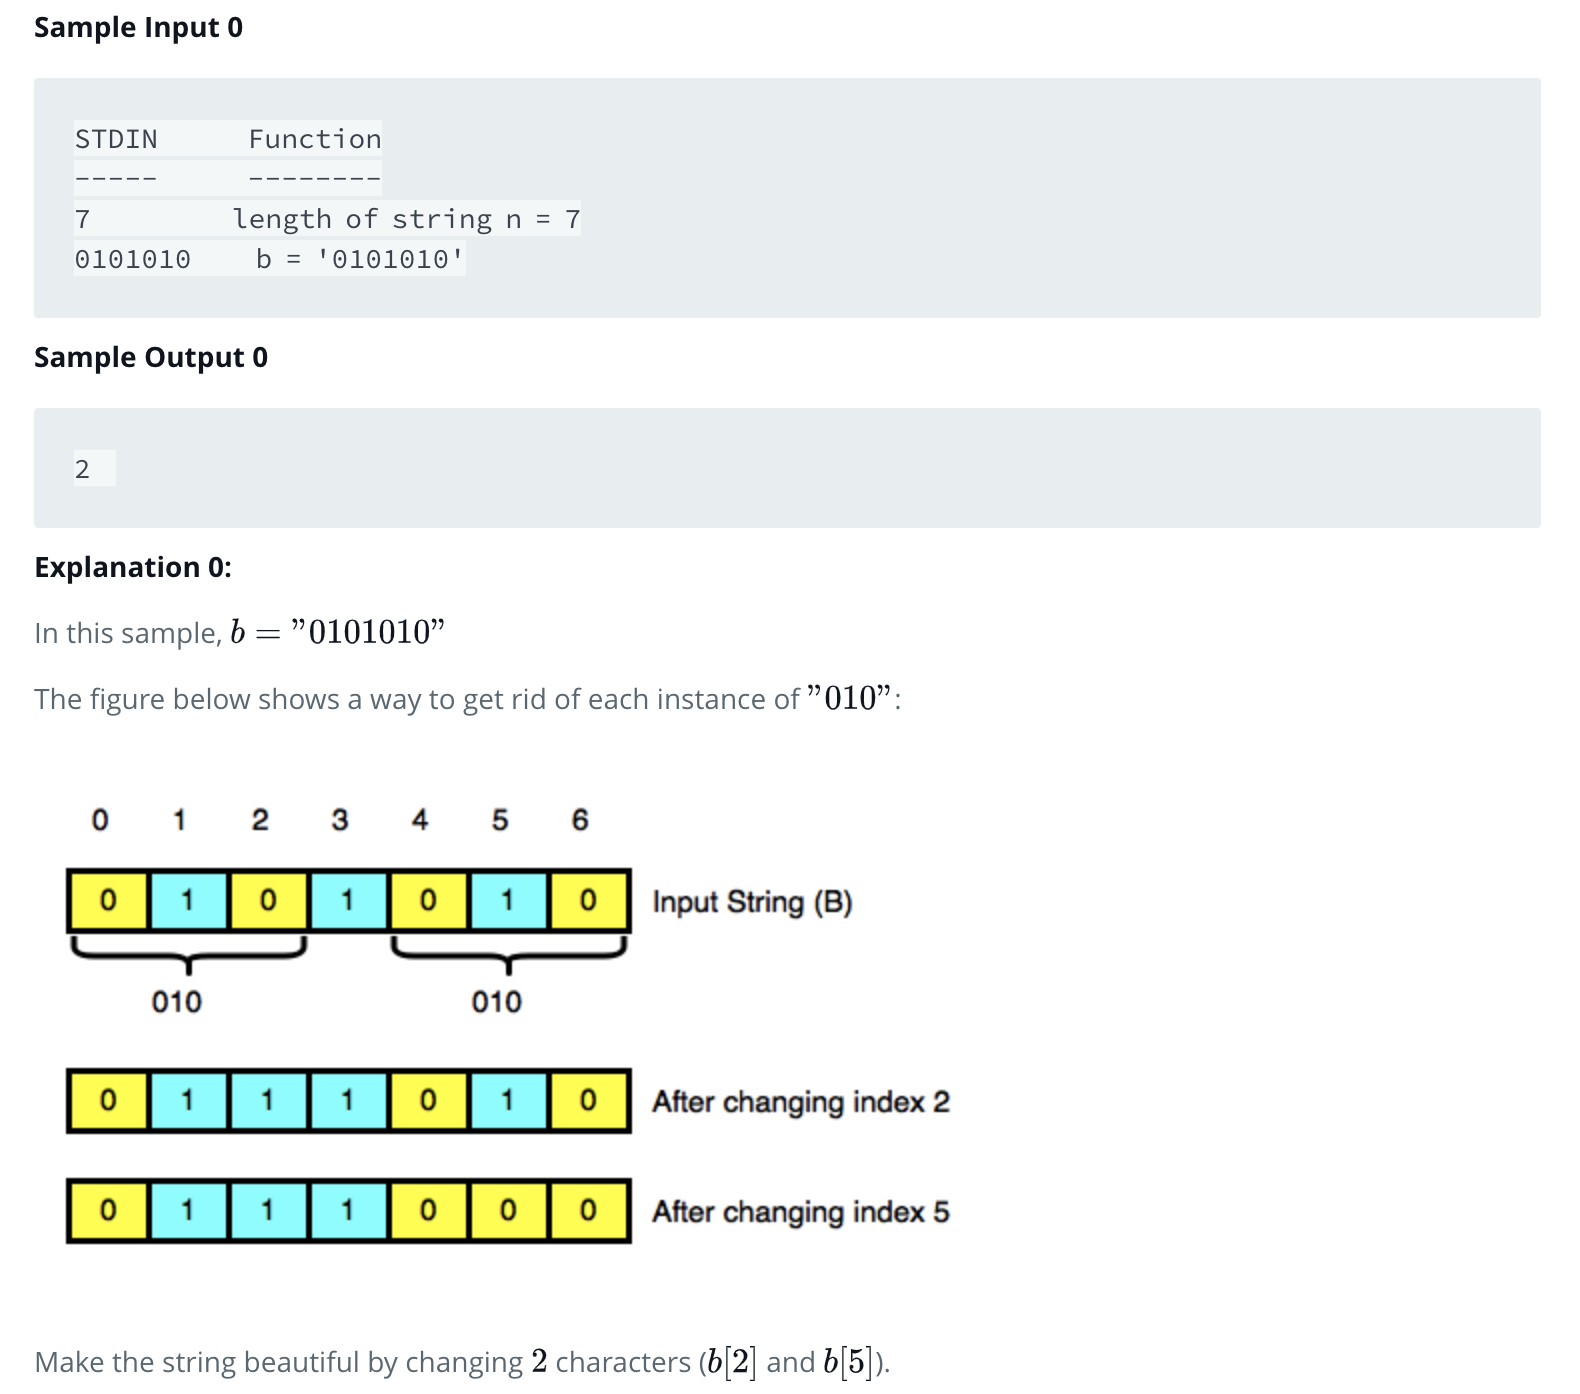 Sample Input 0
STDIN      Function
-----      --------
7         length of string n = 7
0101010    b = '0101010'
Sample Output 0
2
Explanation 0:
In this sample, b = ”0101010”
The figure below shows a way to get rid of each instance of ”010”:
0 1 2 3 4 5 6
0 1 0 1 0 1 0 Input String (B)
010 010
0 1 1 1 0 1 0 After changing index 2
0 1 1 1 0 0 0 After changing index 5
Make the string beautiful by changing 2 characters (b[2] and b[5]).